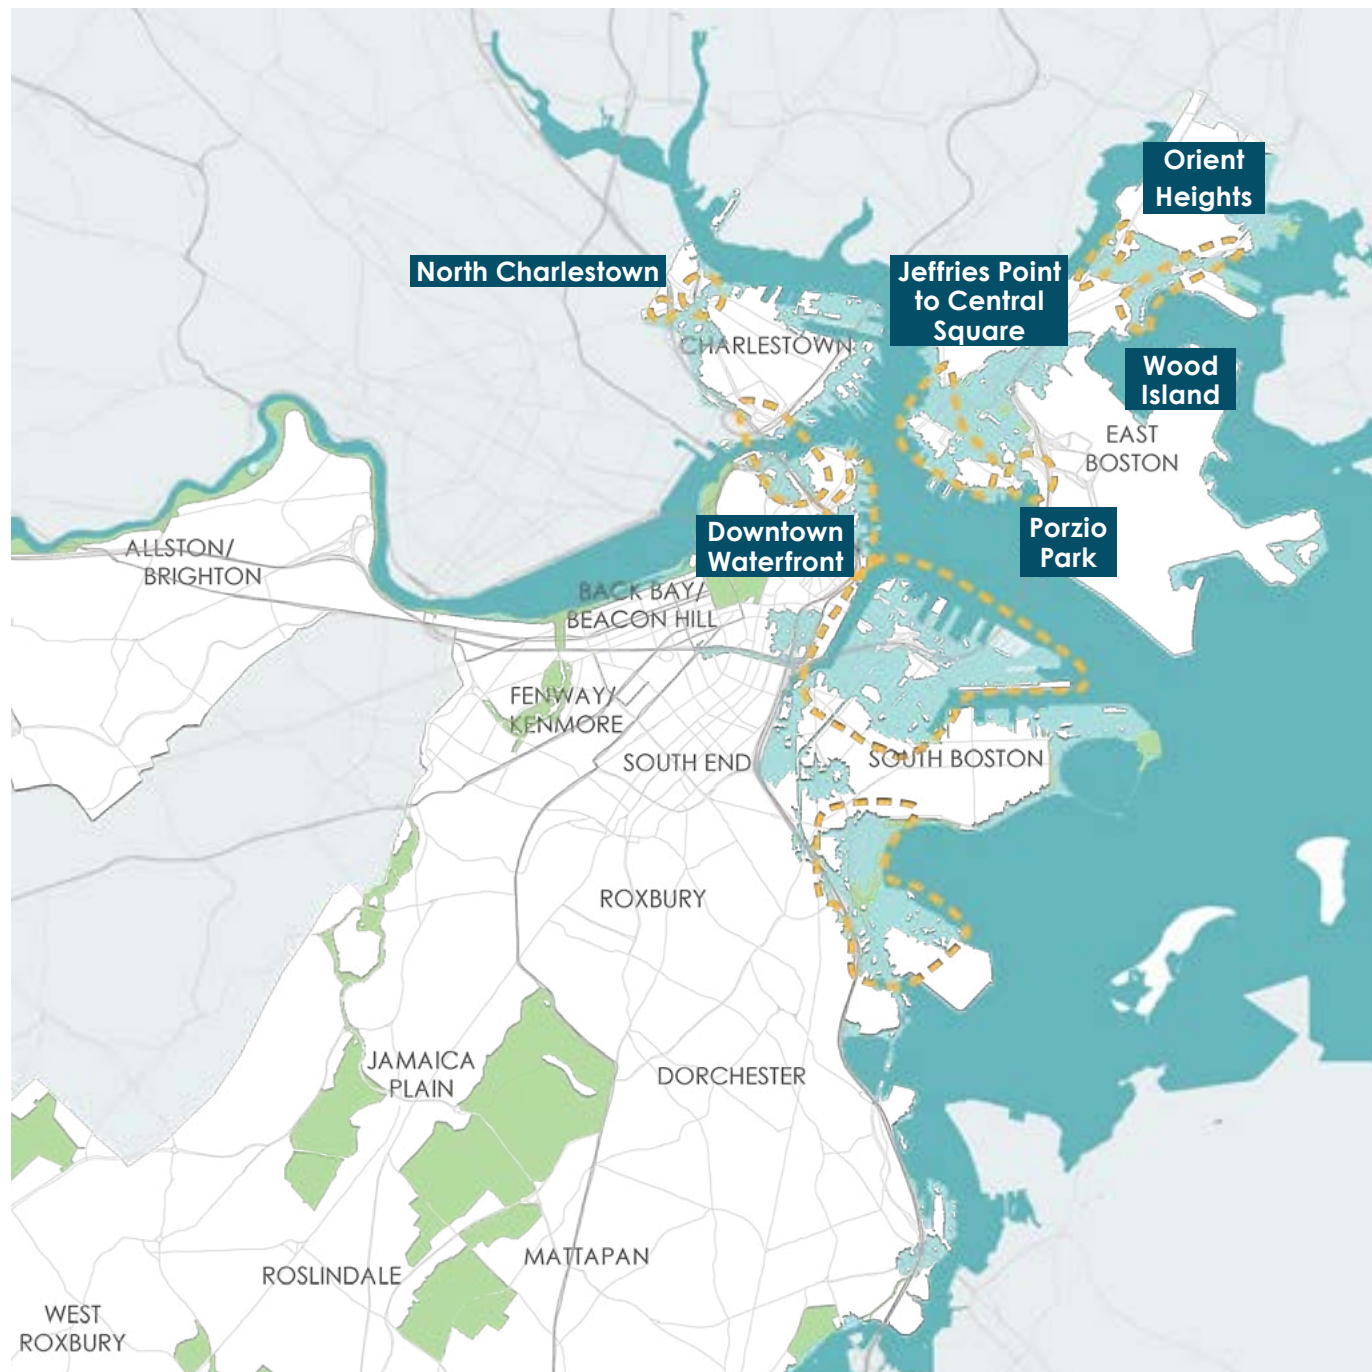 Orient
Heights
North Charlestown
Jeffries Point
to Central
Square
CHARLESTOWN
Wood
Island
EAST
BOSTON
Downtown
Waterfront
Porzio
Park
ALLSTON/
BRIGHTON
BACK BAY/
BEACON HILL
FENWAY/
KENMORE
SOUTH END
SOUTH BOSTON
ROXBURY
JAMAICA
PLAIN
DORCHESTER
MATTAPAN
ROSLINDALE
WEST
ROXBURY